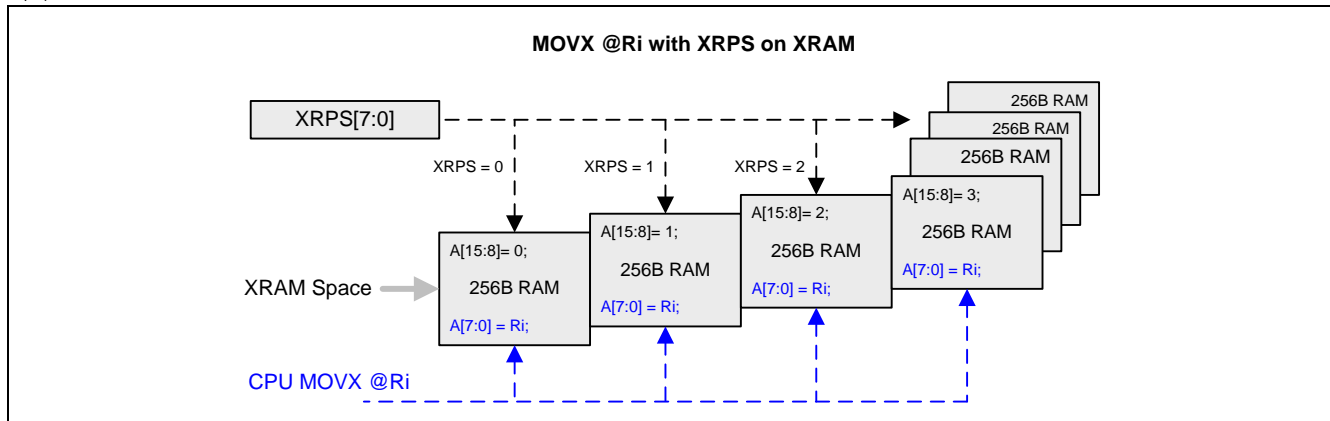 MOVX @Ri with XRPS on XRAM
XRPS[7:0]
256B RAM
256B RAM
256B RAM
XRPS = 0
XRPS = 1
XRPS = 2
A[15:8]= 0;
256B RAM
A[7:0] = Ri;
A[15:8]= 1;
256B RAM
A[7:0] = Ri;
A[15:8]= 2;
256B RAM
A[7:0] = Ri;
A[15:8]= 3;
256B RAM
A[7:0] = Ri;
XRAM Space
CPU MOVX @Ri